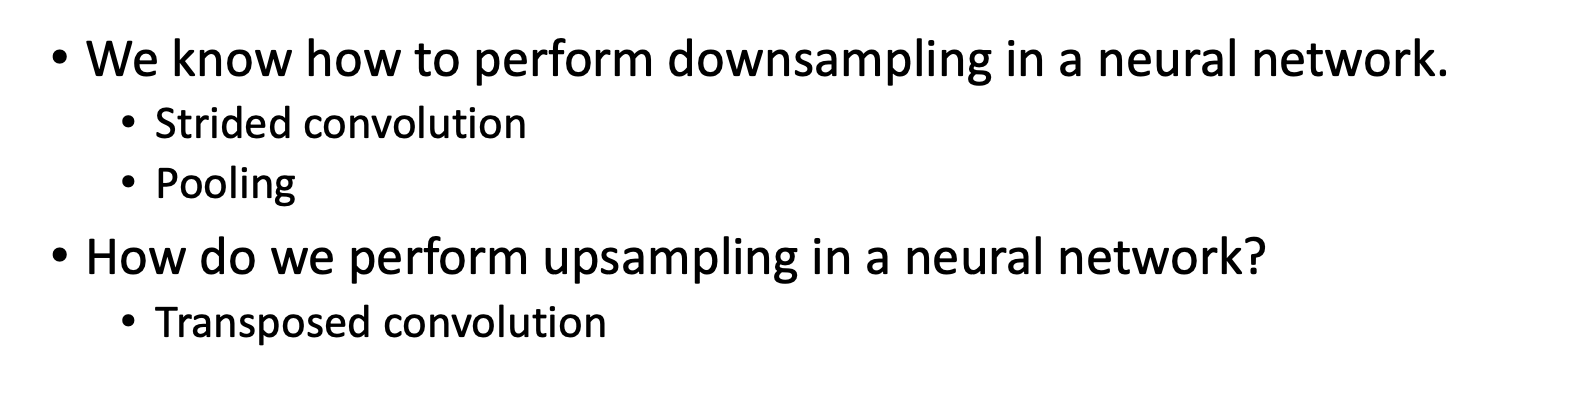 • We know how to perform downsampling in a neural network.
• Strided convolution
• Pooling
• How do we perform upsampling in a neural network?
• Transposed convolution